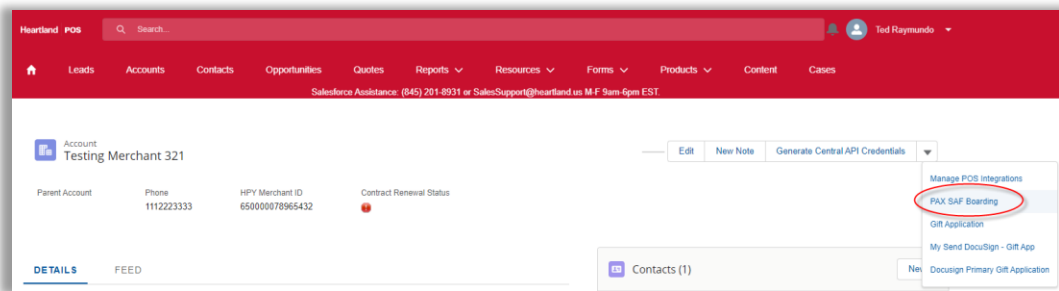 Heartland POS Search... Ted Raymundo
Leads Accounts Contacts Opportunities Quotes Reports Resources Forms Products Content Cases
Salesforce Assistance: (845) 201-8931 or SalesSupport@heartland.us M-F 9am-6pm EST.
Account
Testing Merchant 321
Edit New Note Generate Central API Credentials
Manage POS Integrations
PAX SAF Boarding
Gift Application
My Send DocuSign - Gift App
Docusign Primary Gift Application
Parent Account Phone HPY Merchant ID Contract Renewal Status
1112223333 650000078965432
DETAILS FEED
Contacts (1)